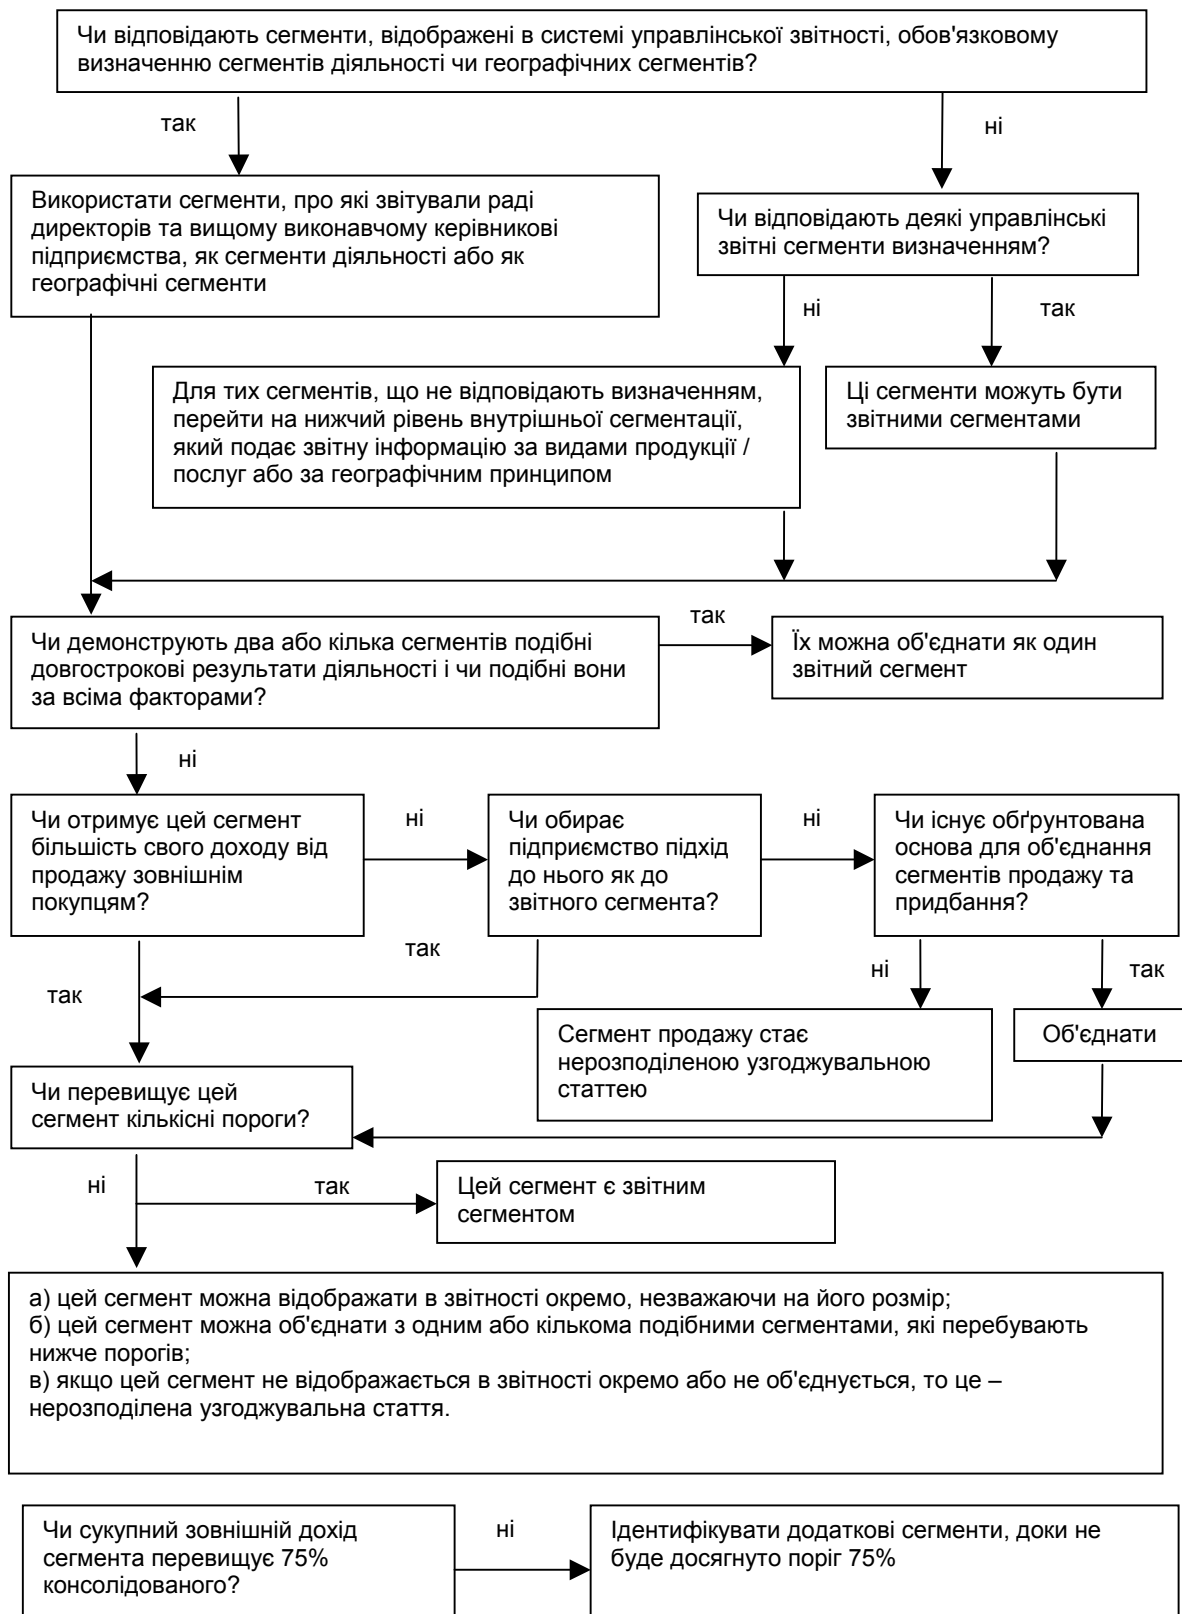 Чи відповідають сегменти, відображені в системі управлінської звітності, обов'язковому
визначенню сегментів діяльності чи географічних сегментів?
так
ні
Використати сегменти, про які звітували раді
директорів та вищому виконавчому керівникові
підприємства, як сегменти діяльності або як
географічні сегменти
Чи відповідають деякі управлінські
звітні сегменти визначенням?
ні
так
Для тих сегментів, що не відповідають визначенням,
перейти на нижчий рівень внутрішньої сегментації,
який подає звітну інформацію за видами продукції /
послуг або за географічним принципом
Ці сегменти можуть бути
звітними сегментами
Чи демонструють два або кілька сегментів подібні
довгострокові результати діяльності і чи подібні вони
за всіма факторами?
так
Їх можна об'єднати як один
звітний сегмент
ні
Чи отримує цей сегмент
більшість свого доходу від
продажу зовнішнім
покупцям?
ні
Чи обирає
підприємство підхід
до нього як до
звітного сегмента?
ні
Чи існує обґрунтована
основа для об'єднання
сегментів продажу та
придбання?
так
так
ні
так
Сегмент продажу стає
нерозподіленою узгоджувальною
статтею
Об'єднати
Чи перевищує цей
сегмент кількісні пороги?
ні
так
Цей сегмент є звітним
сегментом
а) цей сегмент можна відображати в звітності окремо, незважаючи на його розмір;
б) цей сегмент можна об'єднати з одним або кількома подібними сегментами, які перебувають
нижче порогів;
в) якщо цей сегмент не відображається в звітності окремо або не об'єднується, то це –
нерозподілена узгоджувальна стаття.
Чи сукупний зовнішній дохід
сегмента перевищує 75%
консолідованого?
ні
Ідентифікувати додаткові сегменти, доки не
буде досягнуто поріг 75%